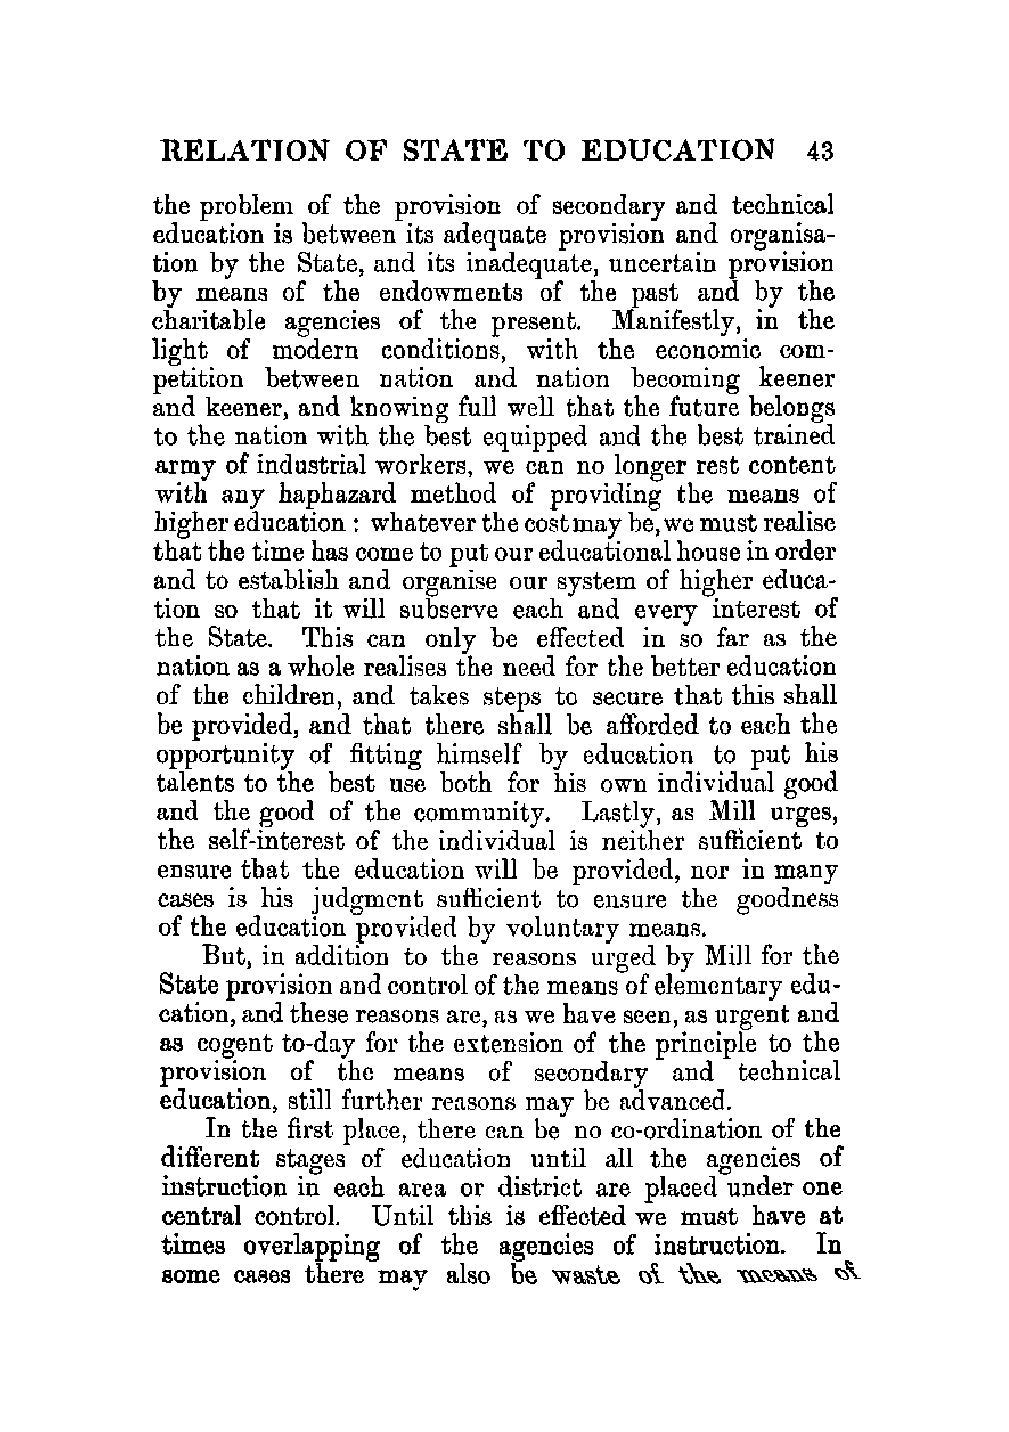 RELATION OF STATE TO EDUCATION 43
the problem of the provision of secondary and technical
education is between its adequate provision and organisa-
tion by the State, and its inadequate, uncertain provision
by means of the endowments of the past and by the
charitable agencies of the present. Manifestly, in the
light of modern conditions, with the economic com-
petition between nation and nation becoming keener
and keener, and knowing full well that the future belongs
to the nation with the best equipped and the best trained
army of industrial workers, we can no longer rest content
with any haphazard method of providing the means of
higher education: whatever the cost may be, we must realise
that the time has come to put our educational house in order
and to establish and organise our system of higher educa-
tion so that it will subserve each and every interest of
the State. This can only be effected in so far as the
nation as a whole realises the need for the better education
of the children, and takes steps to secure that this shall
be provided, and that there shall be afforded to each the
opportunity of fitting himself by education to put his
talents to the best use both for his own individual good
and the good of the community. Lastly, as Mill urges,
the self-interest of the individual is neither sufficient to
ensure that the education will be provided, nor in many
cases is his judgment sufficient to ensure the goodness
of the education provided by voluntary means.
But, in addition to the reasons urged by Mill for the
State provision and control of the means of elementary edu-
cation, and these reasons are, as we have seen, as urgent and
as cogent to-day for the extension of the principle to the
provision of the means of secondary and technical
education, still further reasons may be advanced.
In the first place, there can be no co-ordination of the
different stages of education until all the agencies of
instruction in each area or district are placed under one
central control. Until this is effected we must have at
times overlapping of the agencies of instruction. In
some cases there may also be waste of the means of